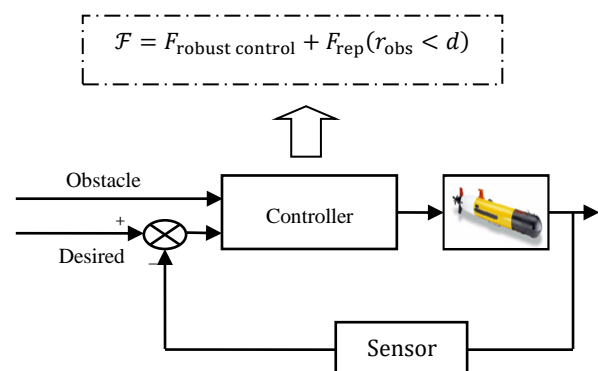 ℱ = F_robust control + F_rep(r_obs < d)
Obstacle
Controller
+
Desired
−
Sensor